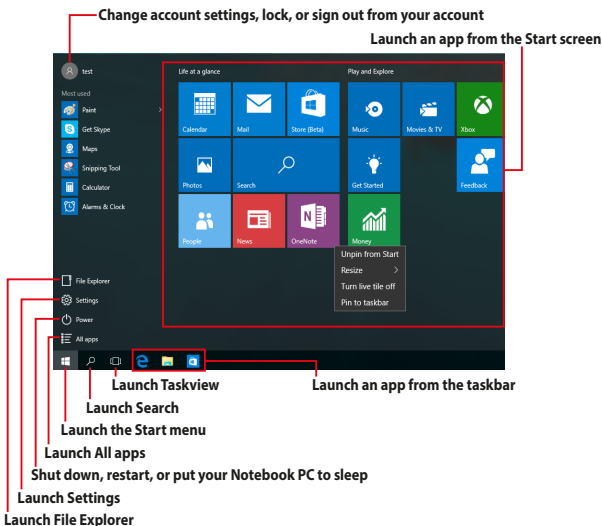 Change account settings, lock, or sign out from your account
Launch an app from the Start screen
test
Life at a glance
Play and Explore
Most used
Paint
Get Skype
Maps
Snipping Tool
Calculator
Alarms & Clock
Calendar
Mail
Store (Beta)
Music
Movies & TV
Xbox
Photos
Search
Get Started
Feedback
People
News
OneNote
Money
Unpin from Start
Resize
Turn live tile off
Pin to taskbar
File Explorer
Settings
Power
All apps
Launch Taskview
Launch an app from the taskbar
Launch Search
Launch the Start menu
Launch All apps
Shut down, restart, or put your Notebook PC to sleep
Launch Settings
Launch File Explorer